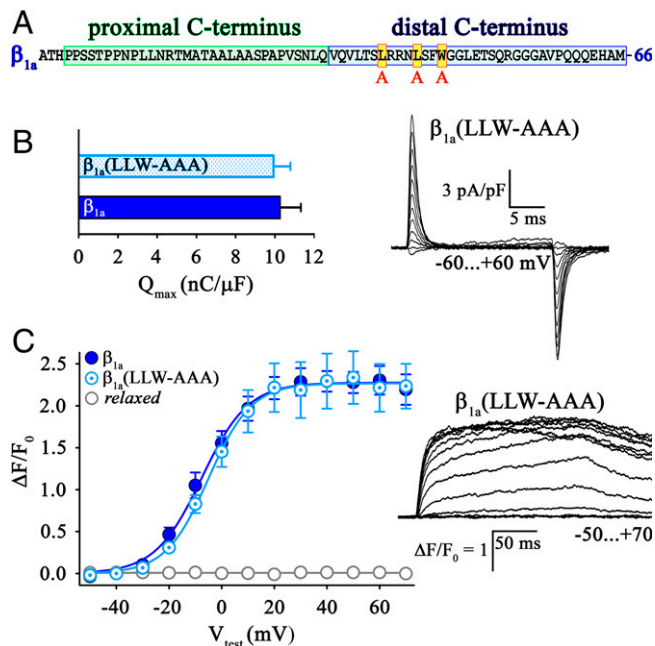 A
proximal C-terminus distal C-terminus
β1a ATHPPSSTPPNPLLNRTMATAALAASPAPVSNLQVQVLTSLRRNLSFWGGLETSQRGGGAVPQQQEHAM-66
A A A
B
β1a(LLW-AAA)
β1a
0 2 4 6 8 10 12
Qmax (nC/μF)
β1a(LLW-AAA)
3 pA/pF
5 ms
-60...+60 mV
C
β1a
β1a(LLW-AAA)
relaxed
2.5
2.0
1.5
1.0
0.5
0.0
ΔF/F0
-40 -20 0 20 40 60
Vtest (mV)
β1a(LLW-AAA)
ΔF/F0 = 1
50 ms
-50...+70